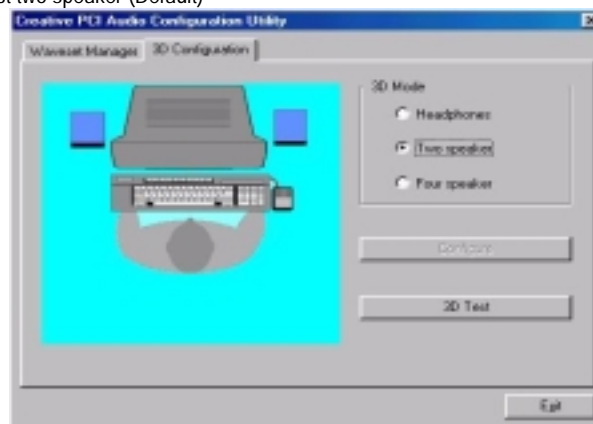 st two speaker (Default)
Creative PCI Audio Configuration Utility
Waveset Manager 3D Configuration
3D Mode
Headphones
Two speaker
Four speaker
Configure
3D Test
Exit